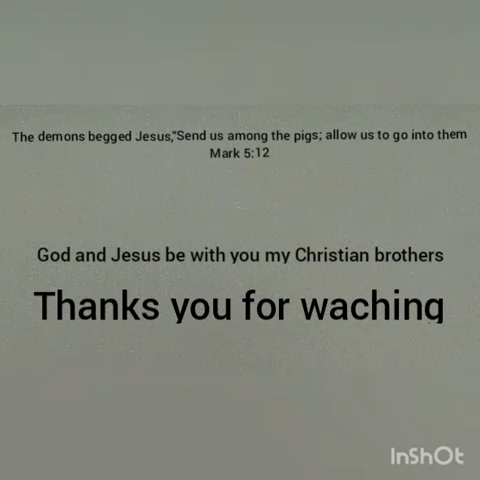 The demons begged Jesus,"Send us among the pigs; allow us to go into them
Mark 5:12
God and Jesus be with you my Christian brothers
Thanks you for waching
InShOt